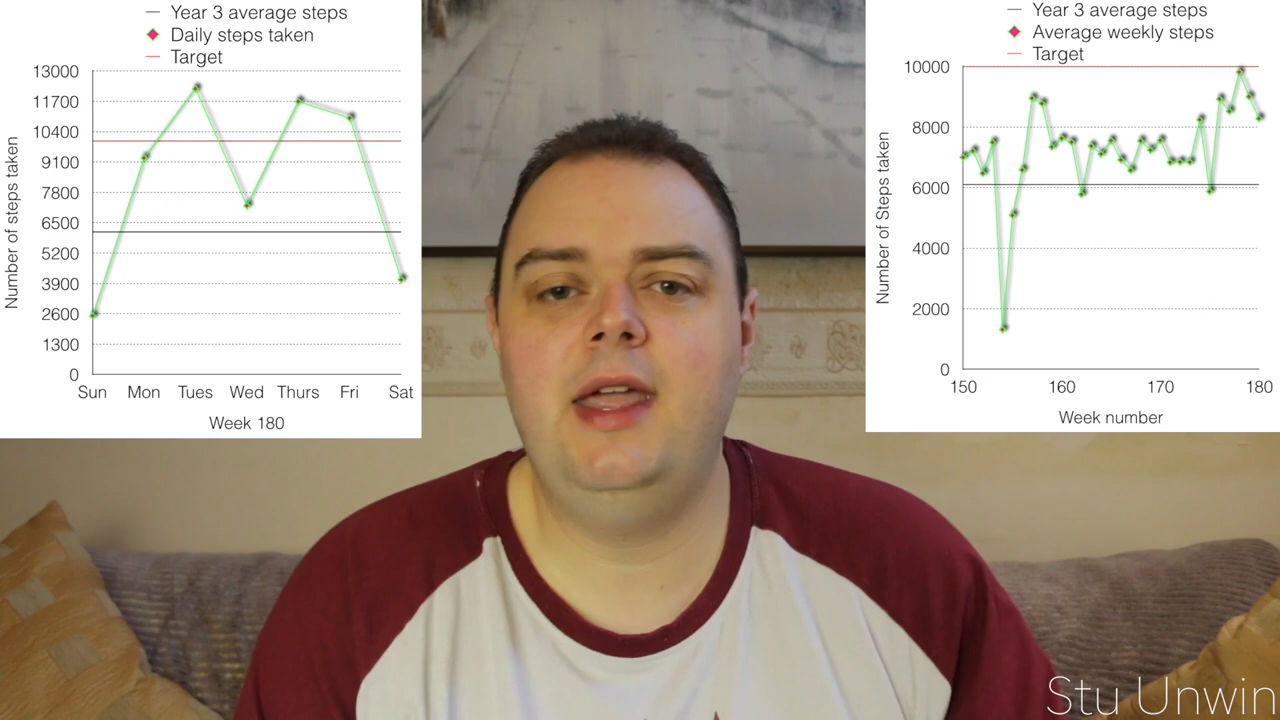 Year 3 average steps
Daily steps taken
Target
Number of steps taken
13000
11700
10400
9100
7800
6500
5200
3900
2600
1300
0
Sun Mon Tues Wed Thurs Fri Sat
Week 180
Year 3 average steps
Average weekly steps
Target
Number of Steps taken
10000
8000
6000
4000
2000
0
150 160 170 180
Week number
Stu Unwin